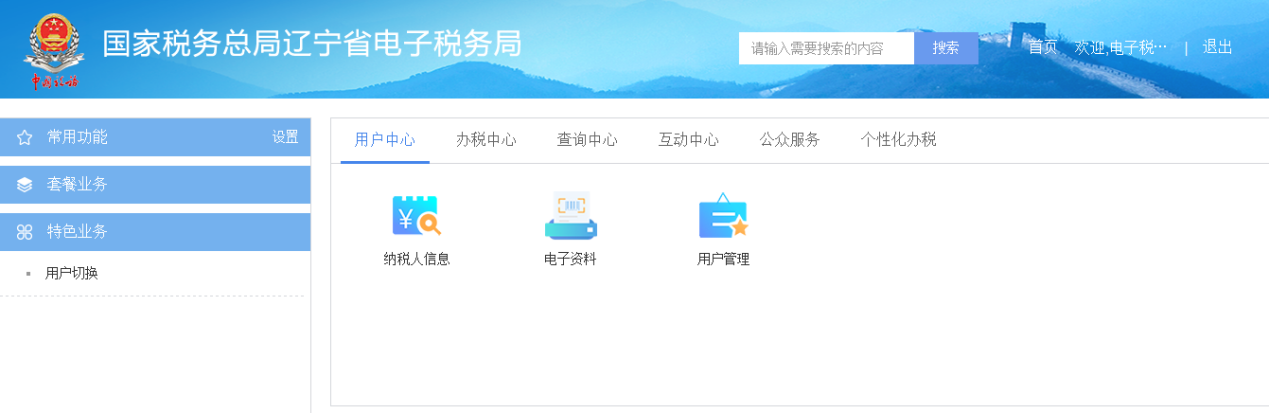 国家税务总局辽宁省电子税务局
中国税务
请输入需要搜索的内容 搜索 首页 欢迎,电子税… | 退出
常用功能 设置
套餐业务
特色业务
用户切换
用户中心 办税中心 查询中心 互动中心 公众服务 个性化办税
纳税人信息 电子资料 用户管理